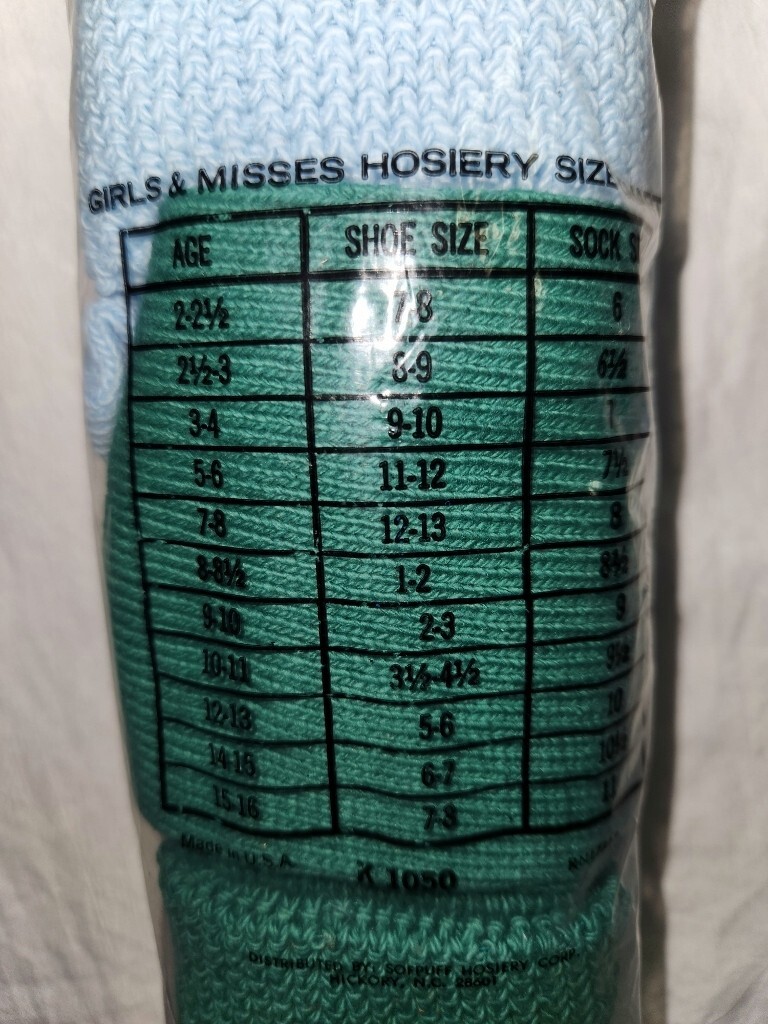 GIRLS & MISSES HOSIERY SIZE
AGE SHOE SIZE SOCK S
2-2½ 7-8 6
2½-3 8-9 6½
3-4 9-10
5-6 11-12 7½
7-8 12-13 8
8-8½ 1-2 8½
9-10 2-3 9
10-11 3½-4½ 9½
12-13 5-6 10
14-15 6-7 10½
15-16 7-8 11
Made in U.S.A. K 1050
DISTRIBUTED BY: SOFPUFF HOSIERY CORP.
HICKORY, N.C. 28601